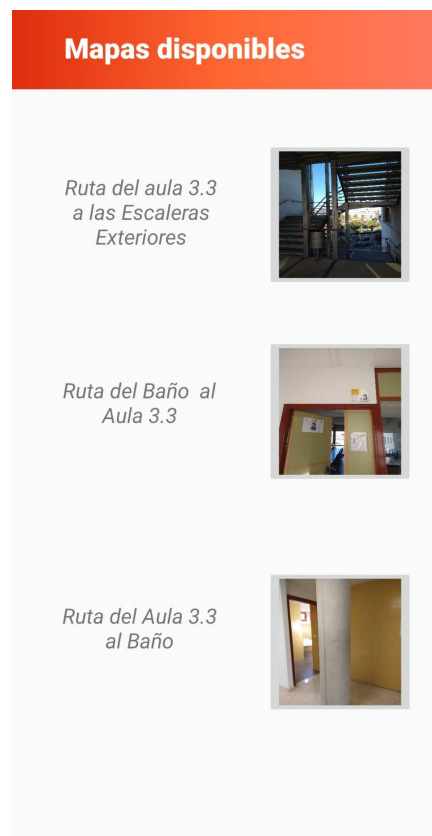 Mapas disponibles
Ruta del aula 3.3
a las Escaleras
Exteriores
Ruta del Baño al
Aula 3.3
Ruta del Aula 3.3
al Baño